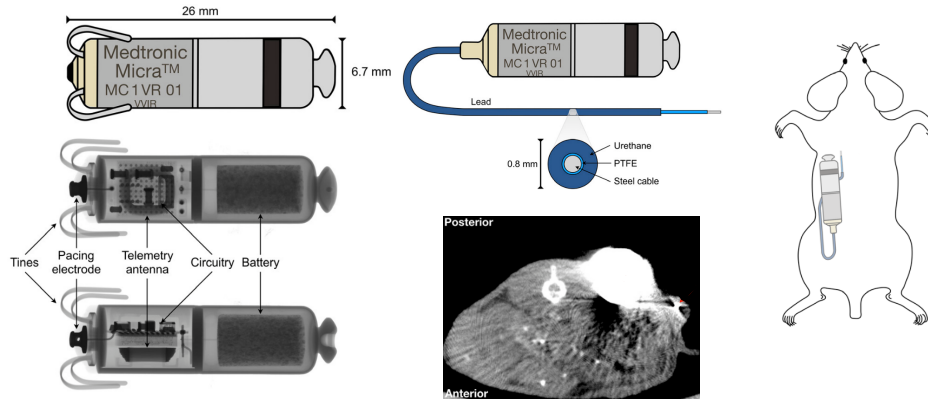 26 mm
Medtronic
Micra™
MC1VR 01
VVIR
6.7 mm
Medtronic
Micra™
MC1VR 01
VVIR
Lead
0.8 mm
Urethane
PTFE
Steel cable
Tines
Pacing
electrode
Telemetry
antenna
Circuitry
Battery
Posterior
Anterior